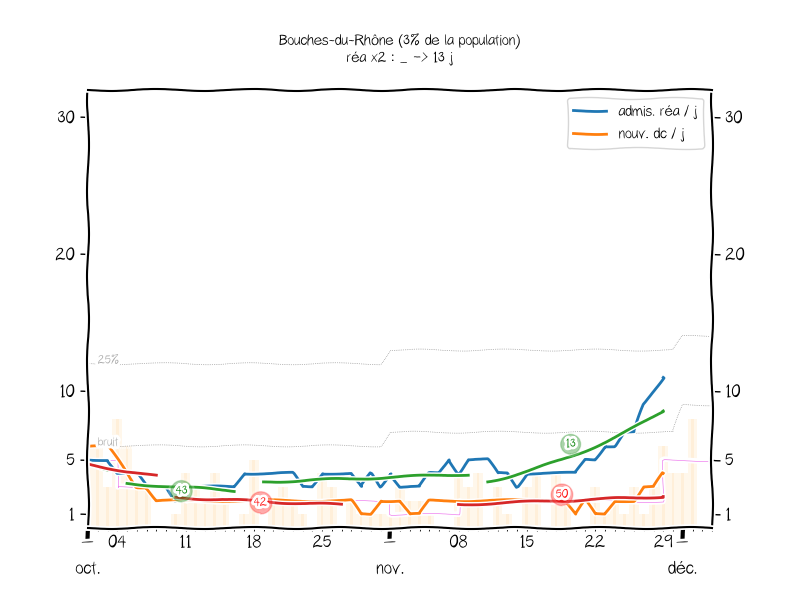 Bouches-du-Rhône (3% de la population)
réa x2 : _ -> 13 j
admis. réa / j
nouv. dc / j
30
30
20
20
25%
10
10
bruit
13
5
5
43
42
50
1
1
04 11 18 25 08 15 22 29
oct. nov. déc.